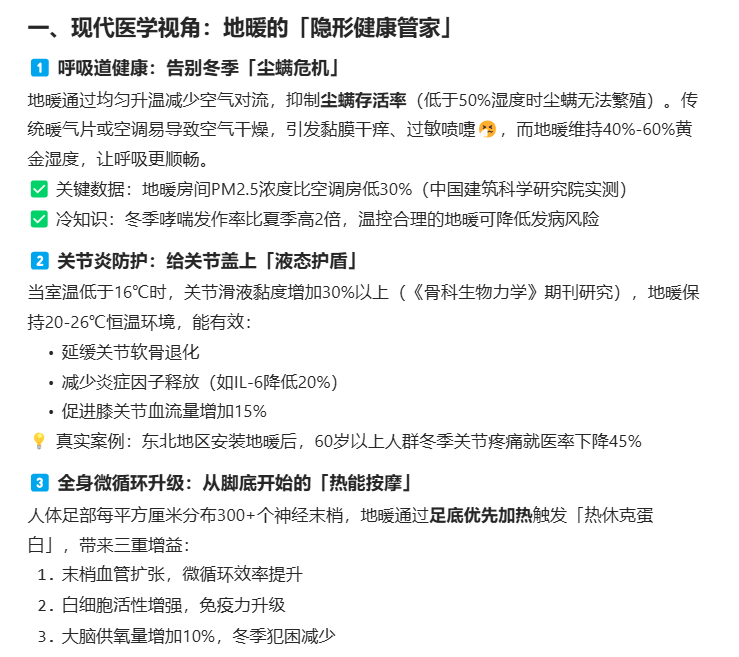 一、现代医学视角：地暖的「隐形健康管家」
1 呼吸道健康：告别冬季「尘螨危机」
地暖通过均匀升温减少空气对流，抑制尘螨存活率（低于50%湿度时尘螨无法繁殖）。传
统暖气片或空调易导致空气干燥，引发黏膜干痒、过敏喷嚏🤧，而地暖维持40%-60%黄
金湿度，让呼吸更顺畅。
✅ 关键数据：地暖房间PM2.5浓度比空调房低30%（中国建筑科学研究院实测）
✅ 冷知识：冬季哮喘发作率比夏季高2倍，温控合理的地暖可降低发病风险
2 关节炎防护：给关节盖上「液态护盾」
当室温低于16℃时，关节滑液黏度增加30%以上（《骨科生物力学》期刊研究），地暖保
持20-26℃恒温环境，能有效：
• 延缓关节软骨退化
• 减少炎症因子释放（如IL-6降低20%）
• 促进膝关节血流量增加15%
💡 真实案例：东北地区安装地暖后，60岁以上人群冬季关节疼痛就医率下降45%
3 全身微循环升级：从脚底开始的「热能按摩」
人体足部每平方厘米分布300+个神经末梢，地暖通过足底优先加热触发「热休克蛋
白」，带来三重增益：
1. 末梢血管扩张，微循环效率提升
2. 白细胞活性增强，免疫力升级
3. 大脑供氧量增加10%，冬季犯困减少